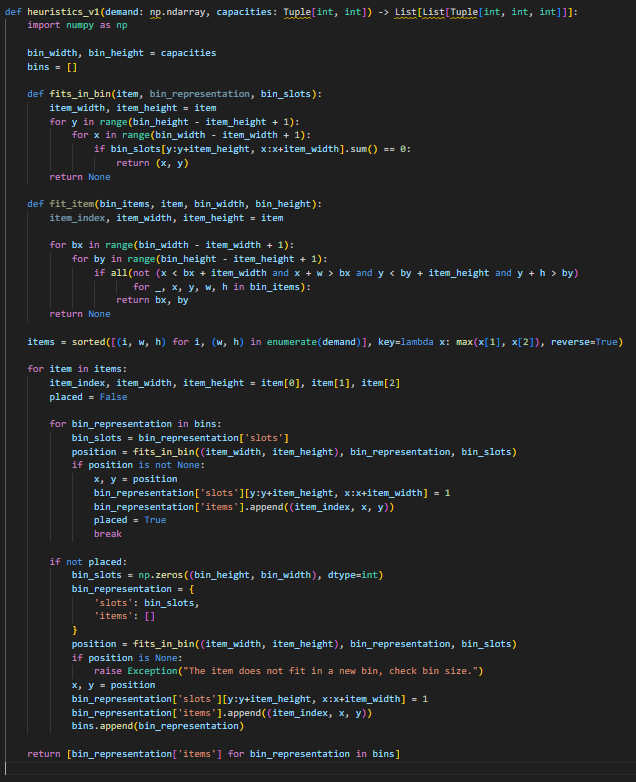 def heuristics_v1(demand: np.ndarray, capacities: Tuple[int, int]) -> List[List[Tuple[int, int, int]]]:
    import numpy as np

    bin_width, bin_height = capacities
    bins = []

    def fits_in_bin(item, bin_representation, bin_slots):
        item_width, item_height = item
        for y in range(bin_height - item_height + 1):
            for x in range(bin_width - item_width + 1):
                if bin_slots[y:y+item_height, x:x+item_width].sum() == 0:
                    return (x, y)
        return None

    def fit_item(bin_items, item, bin_width, bin_height):
        item_index, item_width, item_height = item

        for bx in range(bin_width - item_width + 1):
            for by in range(bin_height - item_height + 1):
                if all(not (x < bx + item_width and x + w > bx and y < by + item_height and y + h > by)
                       for _, x, y, w, h in bin_items):
                    return bx, by
        return None

    items = sorted([(i, w, h) for i, (w, h) in enumerate(demand)], key=lambda x: max(x[1], x[2]), reverse=True)

    for item in items:
        item_index, item_width, item_height = item[0], item[1], item[2]
        placed = False

        for bin_representation in bins:
            bin_slots = bin_representation['slots']
            position = fits_in_bin((item_width, item_height), bin_representation, bin_slots)
            if position is not None:
                x, y = position
                bin_representation['slots'][y:y+item_height, x:x+item_width] = 1
                bin_representation['items'].append((item_index, x, y))
                placed = True
                break

        if not placed:
            bin_slots = np.zeros((bin_height, bin_width), dtype=int)
            bin_representation = {
                'slots': bin_slots,
                'items': []
            }
            position = fits_in_bin((item_width, item_height), bin_representation, bin_slots)
            if position is None:
                raise Exception("The item does not fit in a new bin, check bin size.")
            x, y = position
            bin_representation['slots'][y:y+item_height, x:x+item_width] = 1
            bin_representation['items'].append((item_index, x, y))
            bins.append(bin_representation)

    return [bin_representation['items'] for bin_representation in bins]